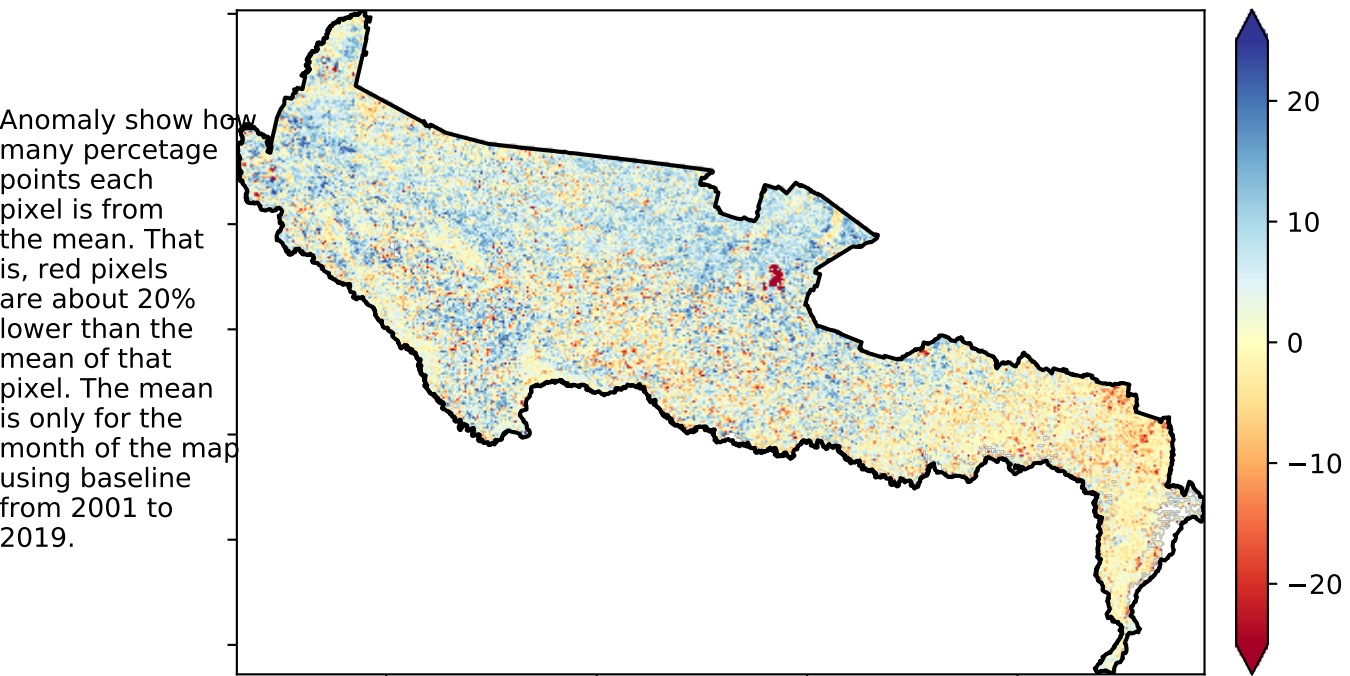 Anomaly show how
many percetage
points each
pixel is from
the mean. That
is, red pixels
are about 20%
lower than the
mean of that
pixel. The mean
is only for the
month of the map
using baseline
from 2001 to
2019.
20
10
0
−10
−20